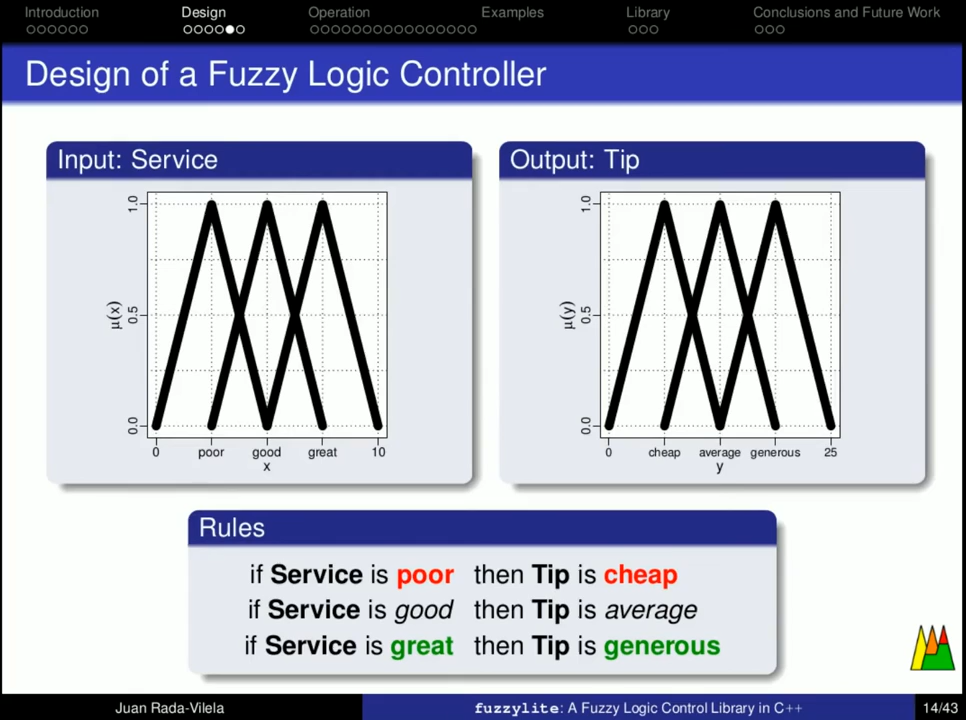 Introduction Design Operation Examples Library Conclusions and Future Work
Design of a Fuzzy Logic Controller
Input: Service
μ(x)
1.0
0.5
0.0
0 poor good great 10
x
Output: Tip
μ(y)
1.0
0.5
0.0
0 cheap average generous 25
y
Rules
if Service is poor then Tip is cheap
if Service is good then Tip is average
if Service is great then Tip is generous
Juan Rada-Vilela fuzzylite: A Fuzzy Logic Control Library in C++ 14/43